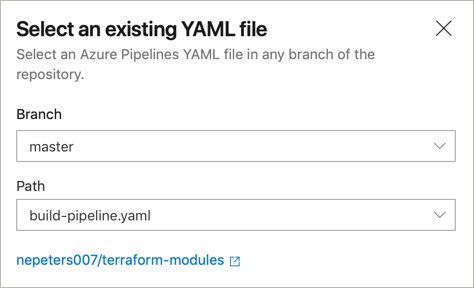 Select an existing YAML file
Select an Azure Pipelines YAML file in any branch of the
repository.
Branch
master
Path
build-pipeline.yaml
nepeters007/terraform-modules